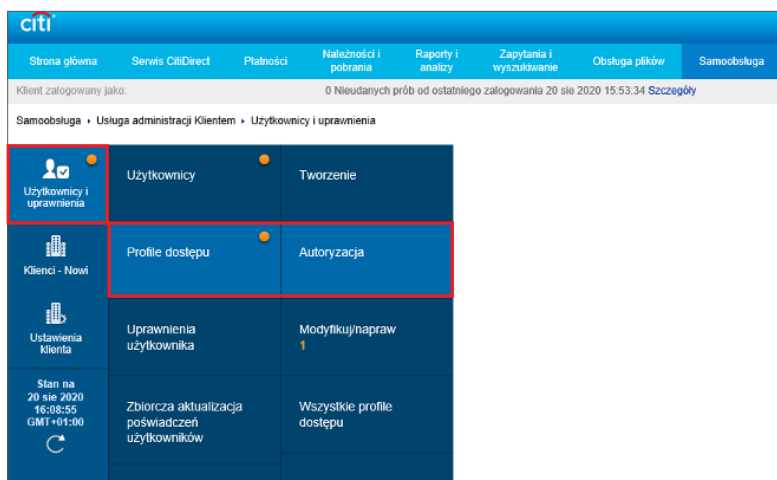 citi
Strona główna
Serwis CitiDirect
Płatności
Należności i
pobrania
Raporty i
analizy
Zapytania i
wyszukiwanie
Obsługa plików
Samoobsługa
Klient zalogowany jako:
0 Nieudanych prób od ostatniego zalogowania 20 sie 2020 15:53:34 Szczegóły
Samoobsługa › Usługa administracji Klientem › Użytkownicy i uprawnienia
Użytkownicy i
uprawnienia
Użytkownicy
Tworzenie
Klienci - Nowi
Profile dostępu
Autoryzacja
Ustawienia
klienta
Uprawnienia
użytkownika
Modyfikuj/napraw
1
Stan na
20 sie 2020
16:08:55
GMT+01:00
Zbiorcza aktualizacja
poświadczeń
użytkowników
Wszystkie profile
dostępu